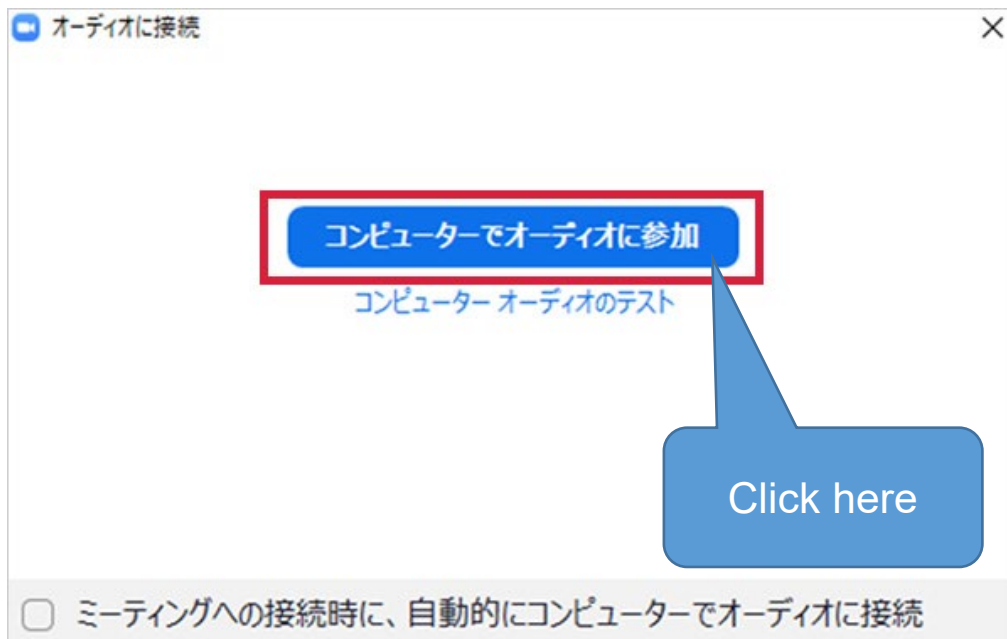 オーディオに接続
コンピューターでオーディオに参加
コンピューター オーディオのテスト
Click here
ミーティングへの接続時に、自動的にコンピューターでオーディオに接続